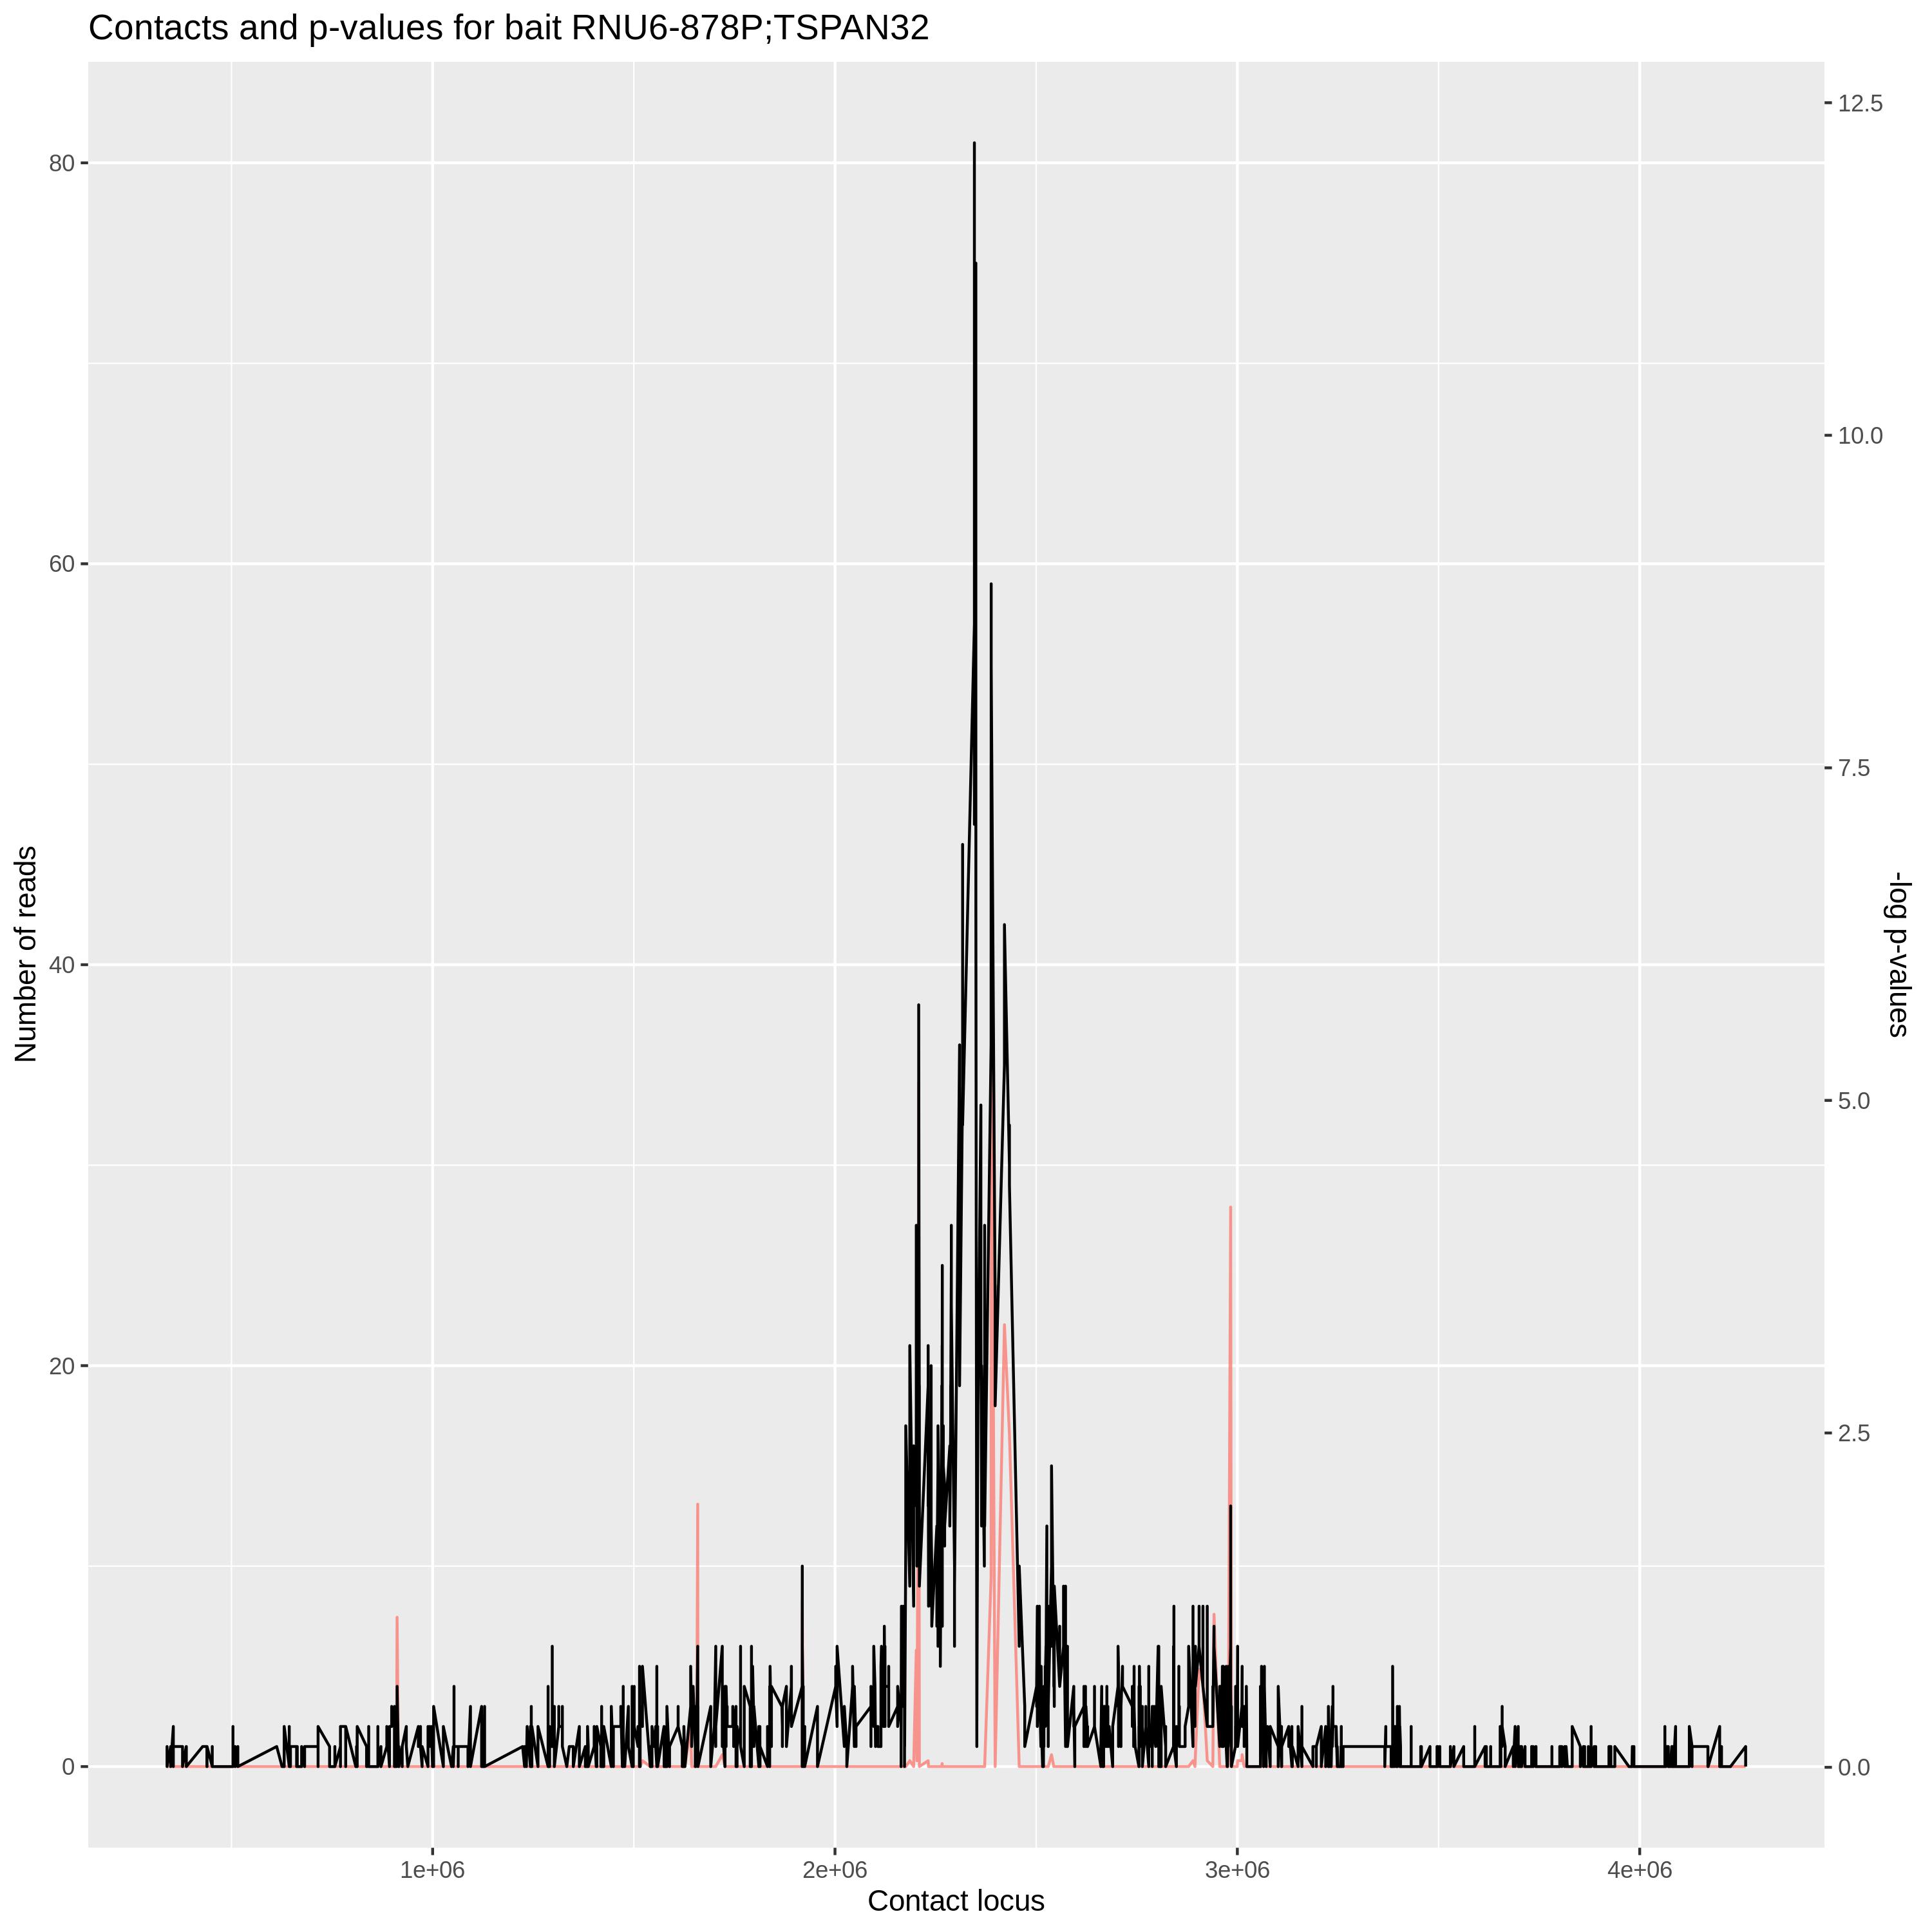 Contacts and p-values for bait RNU6-878P;TSPAN32
12.5
80
10.0
60
7.5
Number of reads
-log p-values
40
5.0
20
2.5
0
0.0
1e+06
2e+06
3e+06
4e+06
Contact locus